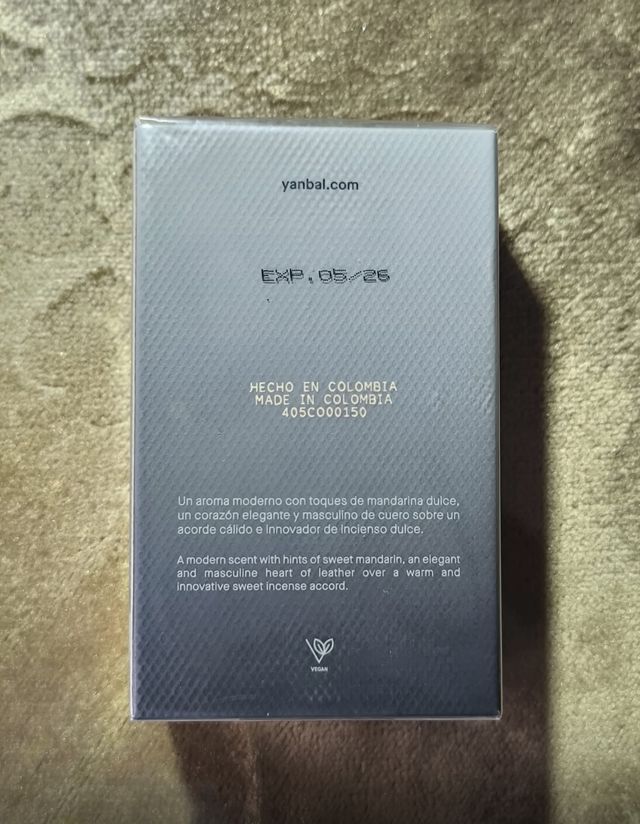 yanbal.com
EXP.05/26
HECHO EN COLOMBIA
MADE IN COLOMBIA
405CO00150
Un aroma moderno con toques de mandarina dulce,
un corazón elegante y masculino de cuero sobre un
acorde cálido e innovador de incienso dulce.
A modern scent with hints of sweet mandarin, an elegant
and masculine heart of leather over a warm and
innovative sweet incense accord.
VEGAN